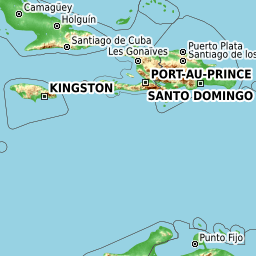 Camagüey
Holguín
Santiago de Cuba
Puerto Plata
Les Gonaïves
Santiago de los
PORT-AU-PRINCE
KINGSTON
SANTO DOMINGO
Punto Fijo